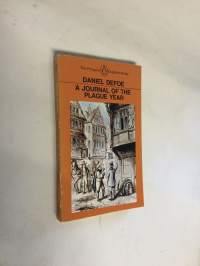 DANIEL DEFOE
A JOURNAL OF THE
PLAGUE YEAR